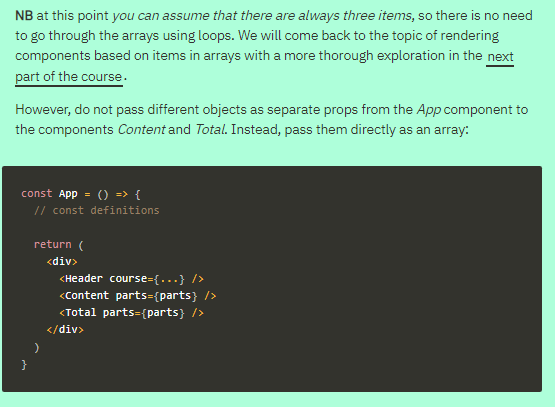 NB at this point you can assume that there are always three items, so there is no need
to go through the arrays using loops. We will come back to the topic of rendering
components based on items in arrays with a more thorough exploration in the next
part of the course.
However, do not pass different objects as separate props from the App component to
the components Content and Total. Instead, pass them directly as an array:
const App = () => {
  // const definitions
  return (
    <div>
      <Header course={...} />
      <Content parts={parts} />
      <Total parts={parts} />
    </div>
  )
}